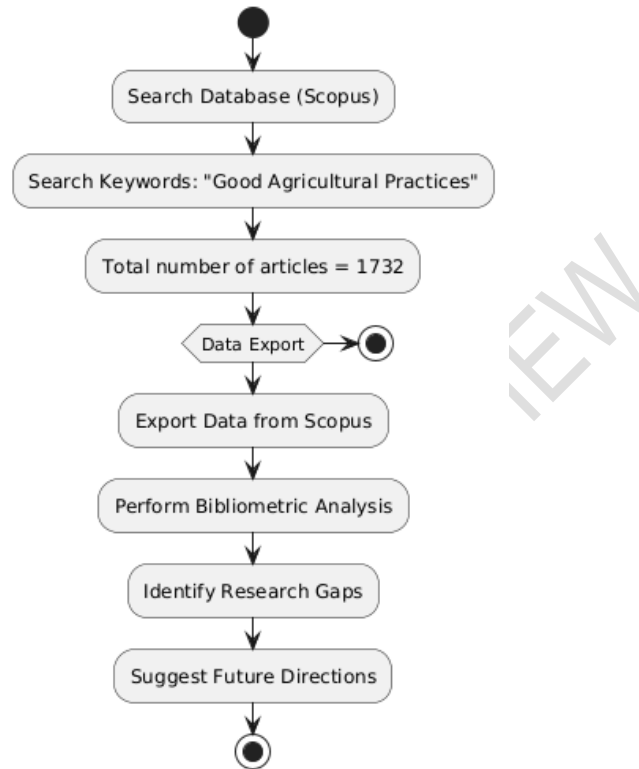 Search Database (Scopus)
Search Keywords: "Good Agricultural Practices"
Total number of articles = 1732
Data Export
Export Data from Scopus
Perform Bibliometric Analysis
Identify Research Gaps
Suggest Future Directions